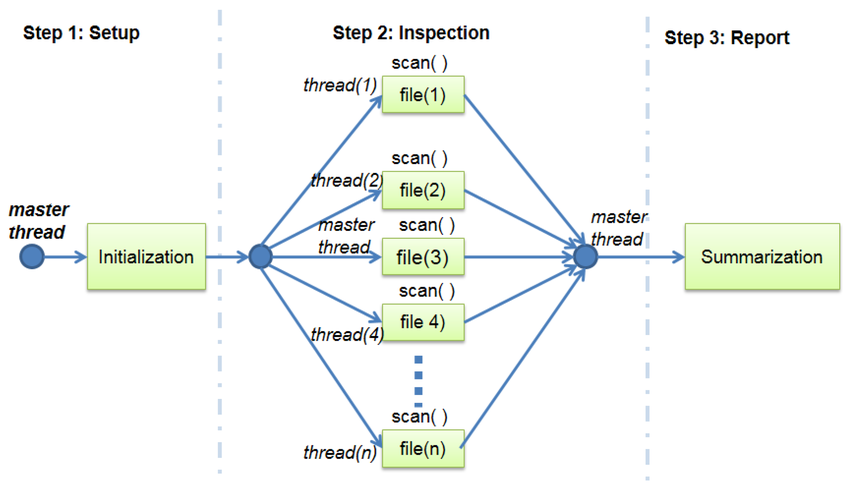 Step 1: Setup
Step 2: Inspection
Step 3: Report
scan( )
thread(1)
file(1)
scan( )
thread(2)
file(2)
master
thread
Initialization
scan( )
master
thread
file(3)
master
thread
Summarization
scan( )
file 4)
thread(4)
scan( )
file(n)
thread(n)